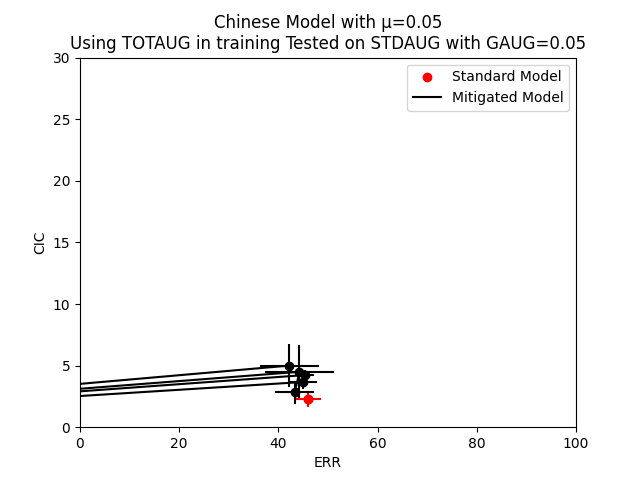 Chinese Model with μ=0.05
Using TOTAUG in training Tested on STDAUG with GAUG=0.05
30
25
20
15
10
5
0
CIC
Standard Model
Mitigated Model
0
20
40
60
80
100
ERR